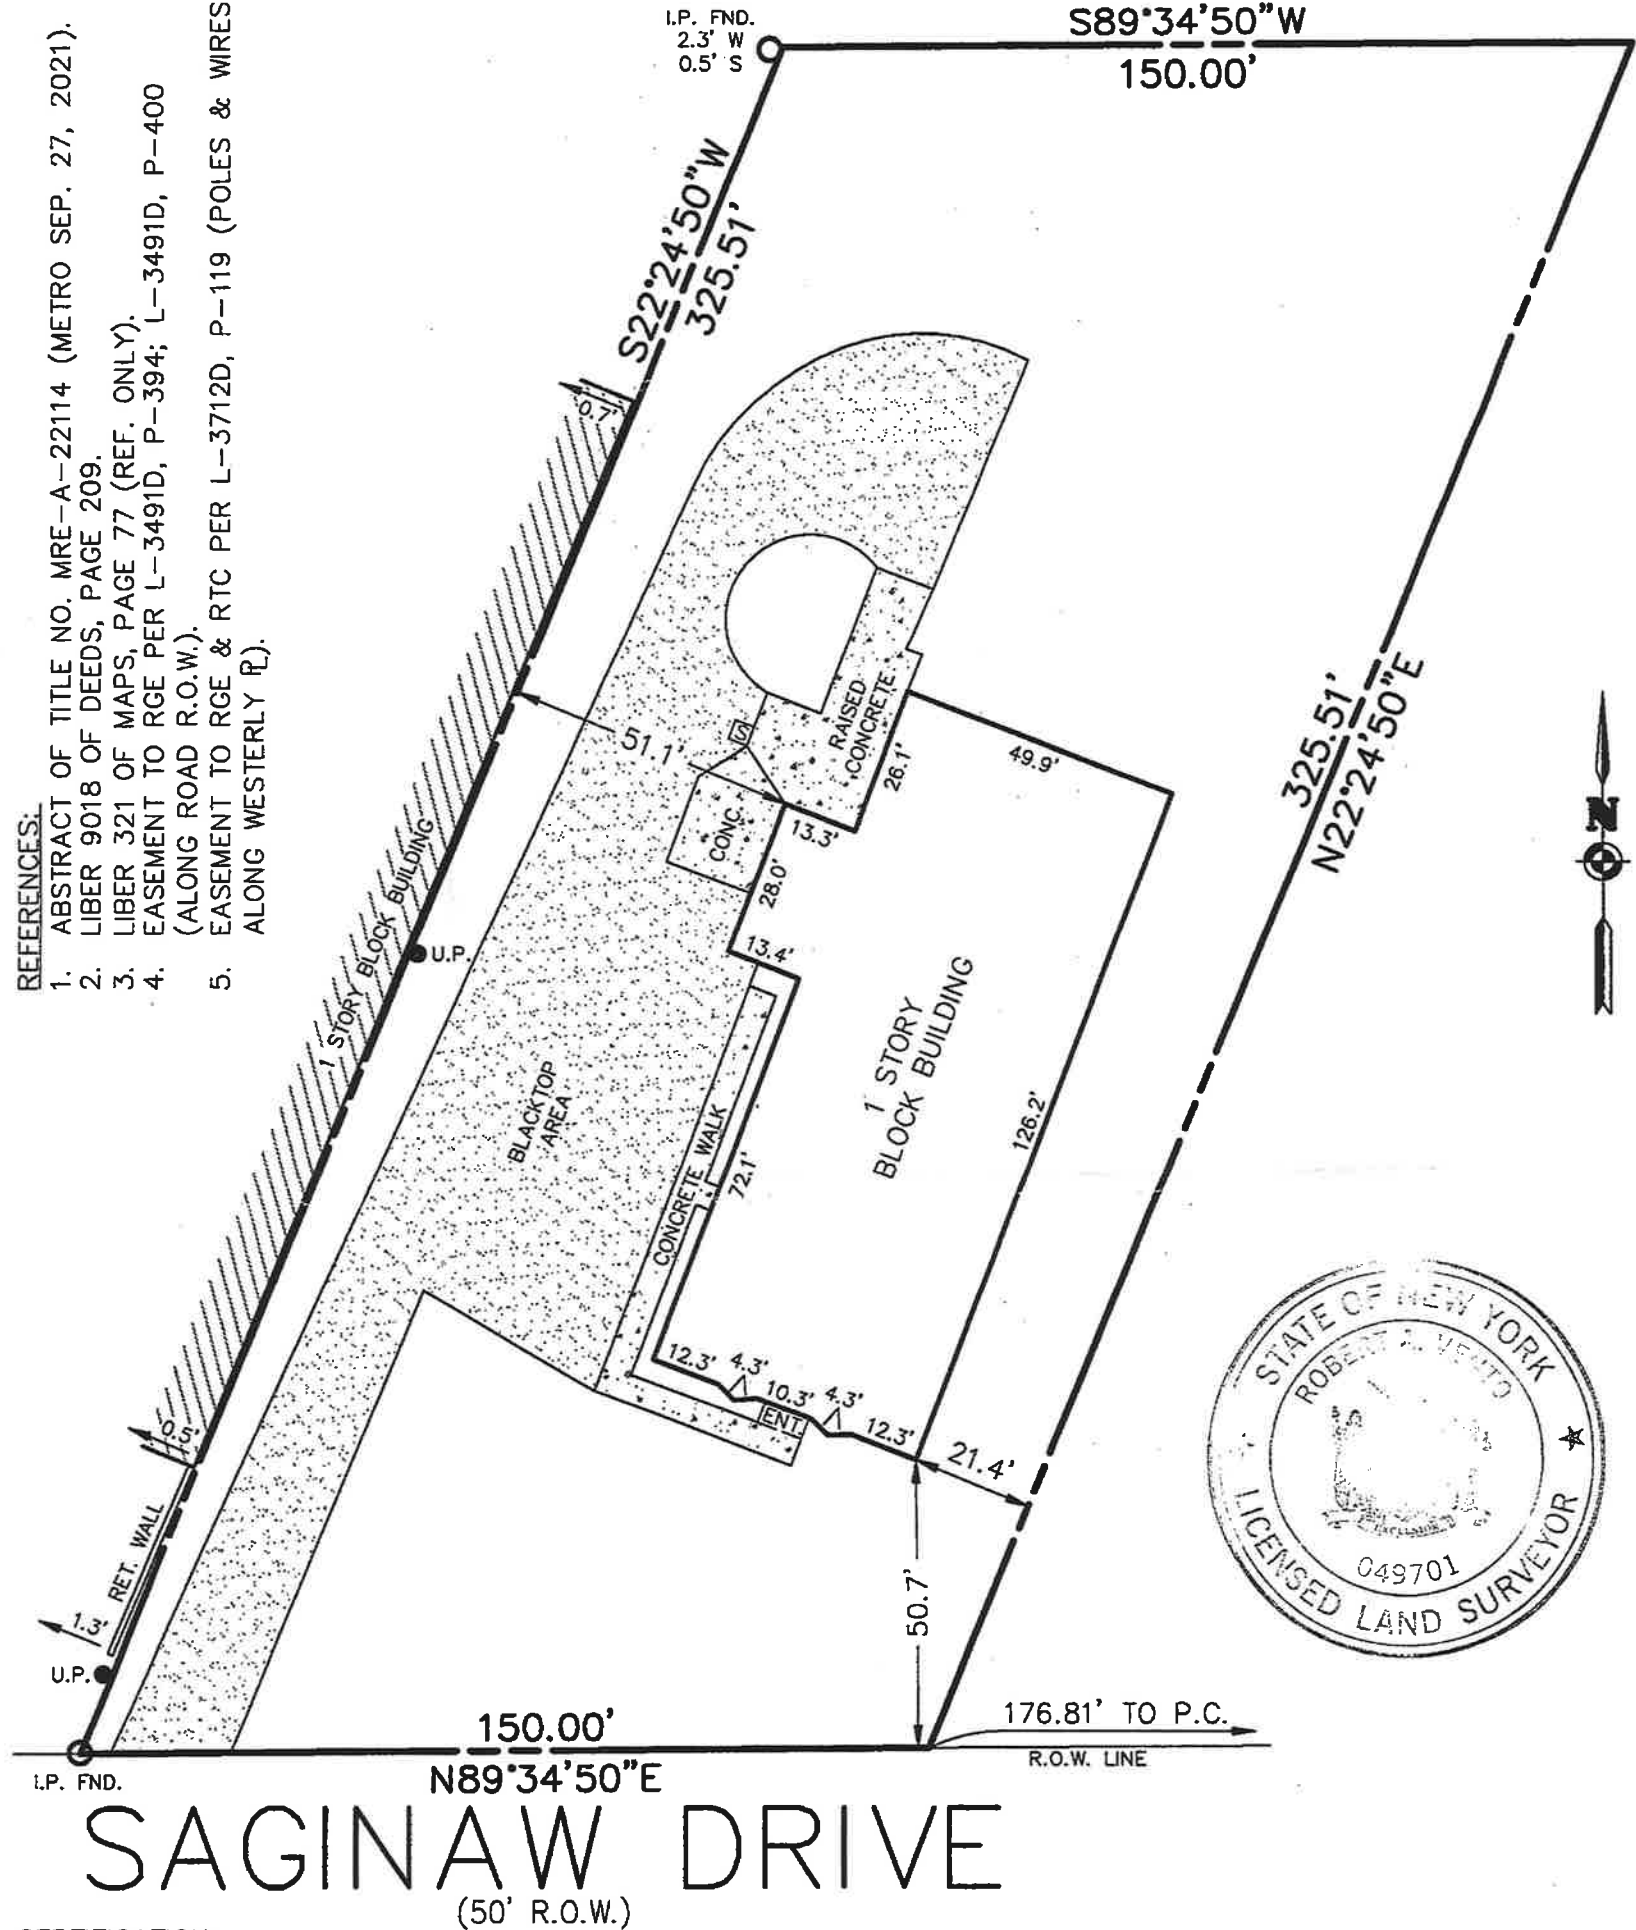 REFERENCES:
1. ABSTRACT OF TITLE NO. MRE-A-22114 (METRO SEP. 27, 2021).
2. LIBER 9018 OF DEEDS, PAGE 209.
3. LIBER 321 OF MAPS, PAGE 77 (REF. ONLY).
4. EASEMENT TO RGE PER L-3491D, P-394; L-3491D, P-400
(ALONG ROAD R.O.W.).
5. EASEMENT TO RGE & RTC PER L-3712D, P-119 (POLES & WIRES
ALONG WESTERLY PL).
I.P. FND.
2.3' W
0.5' S
S89°34'50"W
150.00'
S22°24'50"W
325.51'
0.7'
51.1'
S
RAISED
CONCRETE
26.1'
49.9'
325.51'
N22°24'50"E
N
CONC.
13.3'
28.0'
13.4'
1 STORY BLOCK BUILDING
U.P.
1 STORY
BLOCK BUILDING
BLACKTOP
AREA
CONCRETE WALK
72.1'
126.2'
12.3'
4.3'
10.3'
4.3'
12.3'
ENT.
21.4'
0.5'
RET. WALL
1.3'
U.P.
50.7'
STATE OF NEW YORK
ROBERT A. VENTO
049701
LICENSED LAND SURVEYOR
176.81' TO P.C.
R.O.W. LINE
150.00'
N89°34'50"E
I.P. FND.
SAGINAW DRIVE
(50' R.O.W.)